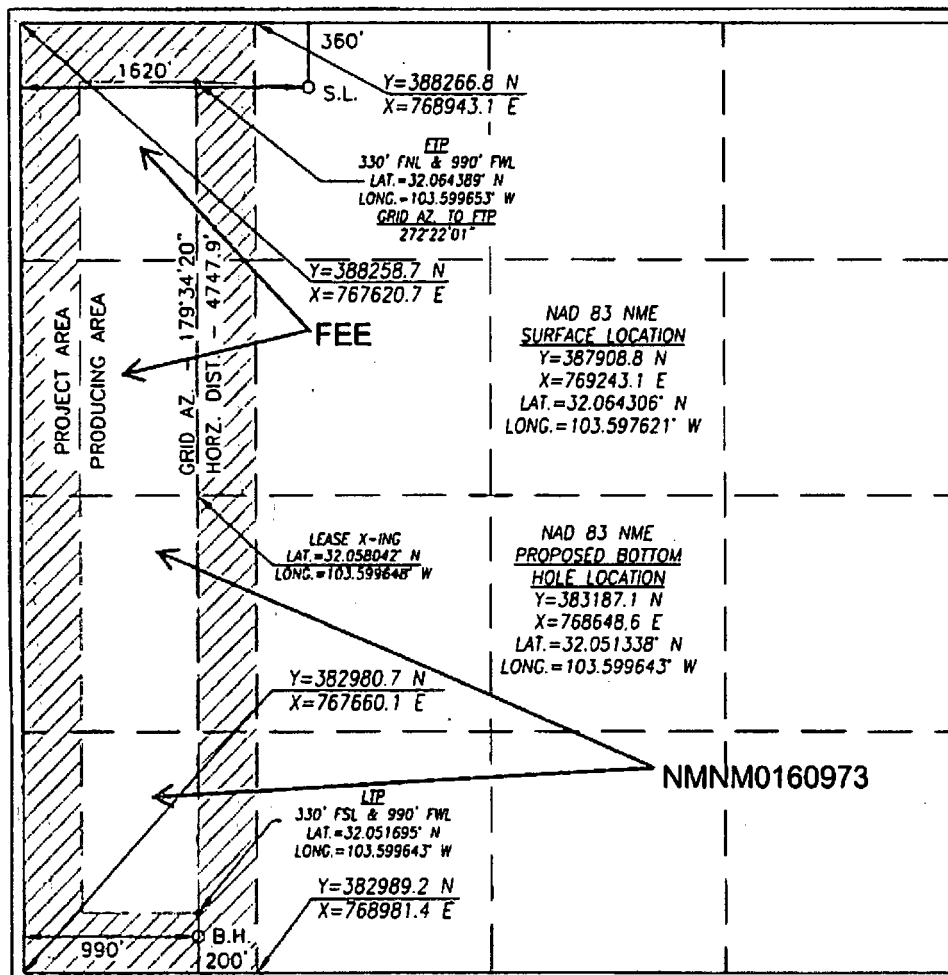 360'
1620'
S.L.
Y=388266.8 N
X=768943.1 E
FTP
330' FNL & 990' FWL
LAT.=32.064389° N
LONG.=103.599653° W
GRID AZ. TO FTP
272°22'01"
Y=388258.7 N
X=767620.7 E
FEE
PROJECT AREA
PRODUCING AREA
GRID AZ. - 179°34'20"
HORZ. DIST. - 4747.9'
NAD 83 NME
SURFACE LOCATION
Y=387908.8 N
X=769243.1 E
LAT.=32.064306° N
LONG.=103.597621° W
LEASE X-ING
LAT.=32.058042° N
LONG.=103.599648° W
NAD 83 NME
PROPOSED BOTTOM
HOLE LOCATION
Y=383187.1 N
X=768648.6 E
LAT.=32.051338° N
LONG.=103.599643° W
Y=382980.7 N
X=767660.1 E
NMNM0160973
LTP
330' FSL & 990' FWL
LAT.=32.051695° N
LONG.=103.599643° W
Y=382989.2 N
X=768981.4 E
990'
B.H.
200'